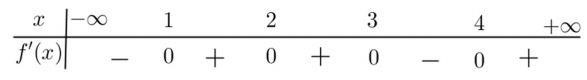 x −∞ 1 2 3 4 +∞
f′(x) − 0 + 0 + 0 − 0 +